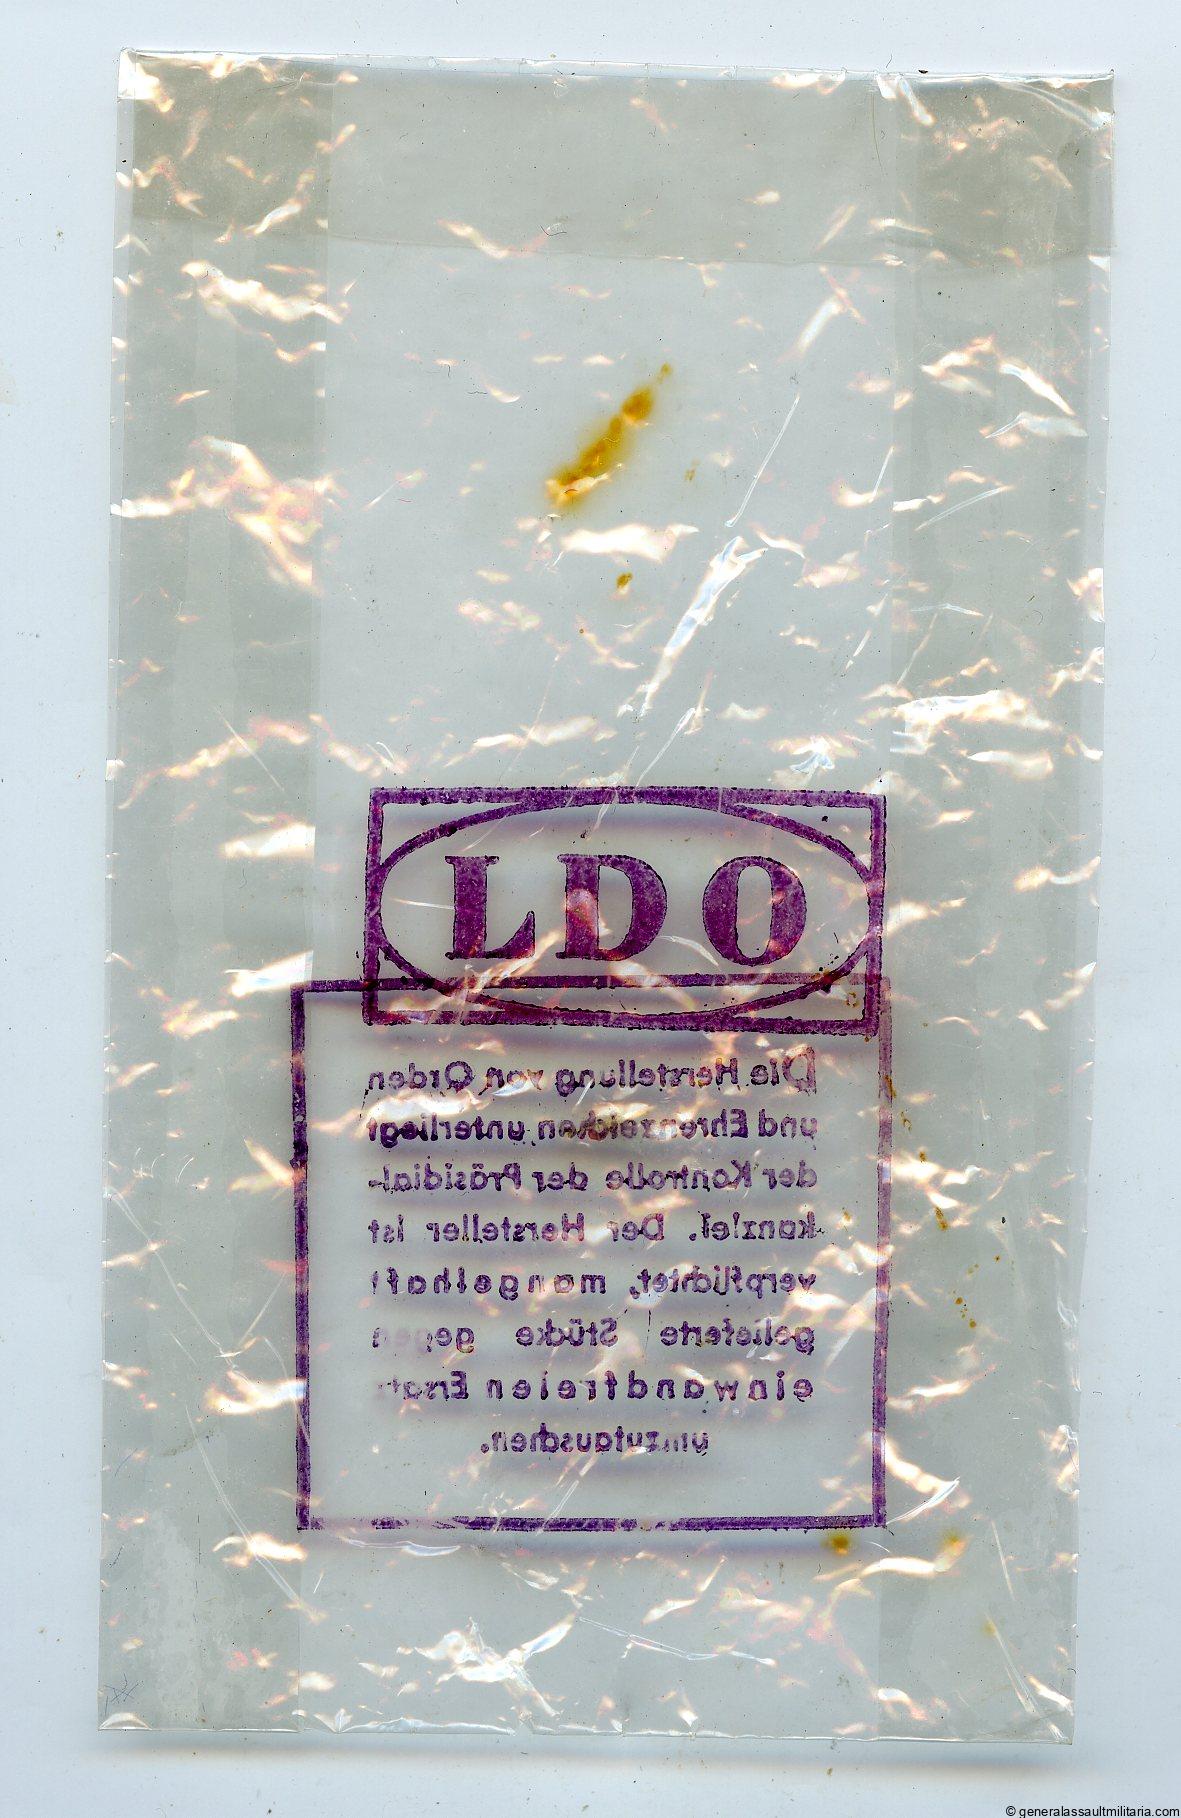 LDO
Die Herstellung von Orden
und Ehrenzeichen unterliegt
der Kontrolle der Präsidial-
kanzlei. Der Hersteller ist
verpflichtet, mangelhaft
gelieferte Stücke gegen
einwandfreien Ersatz
umzutauschen.
© generalassaultmilitaria.com